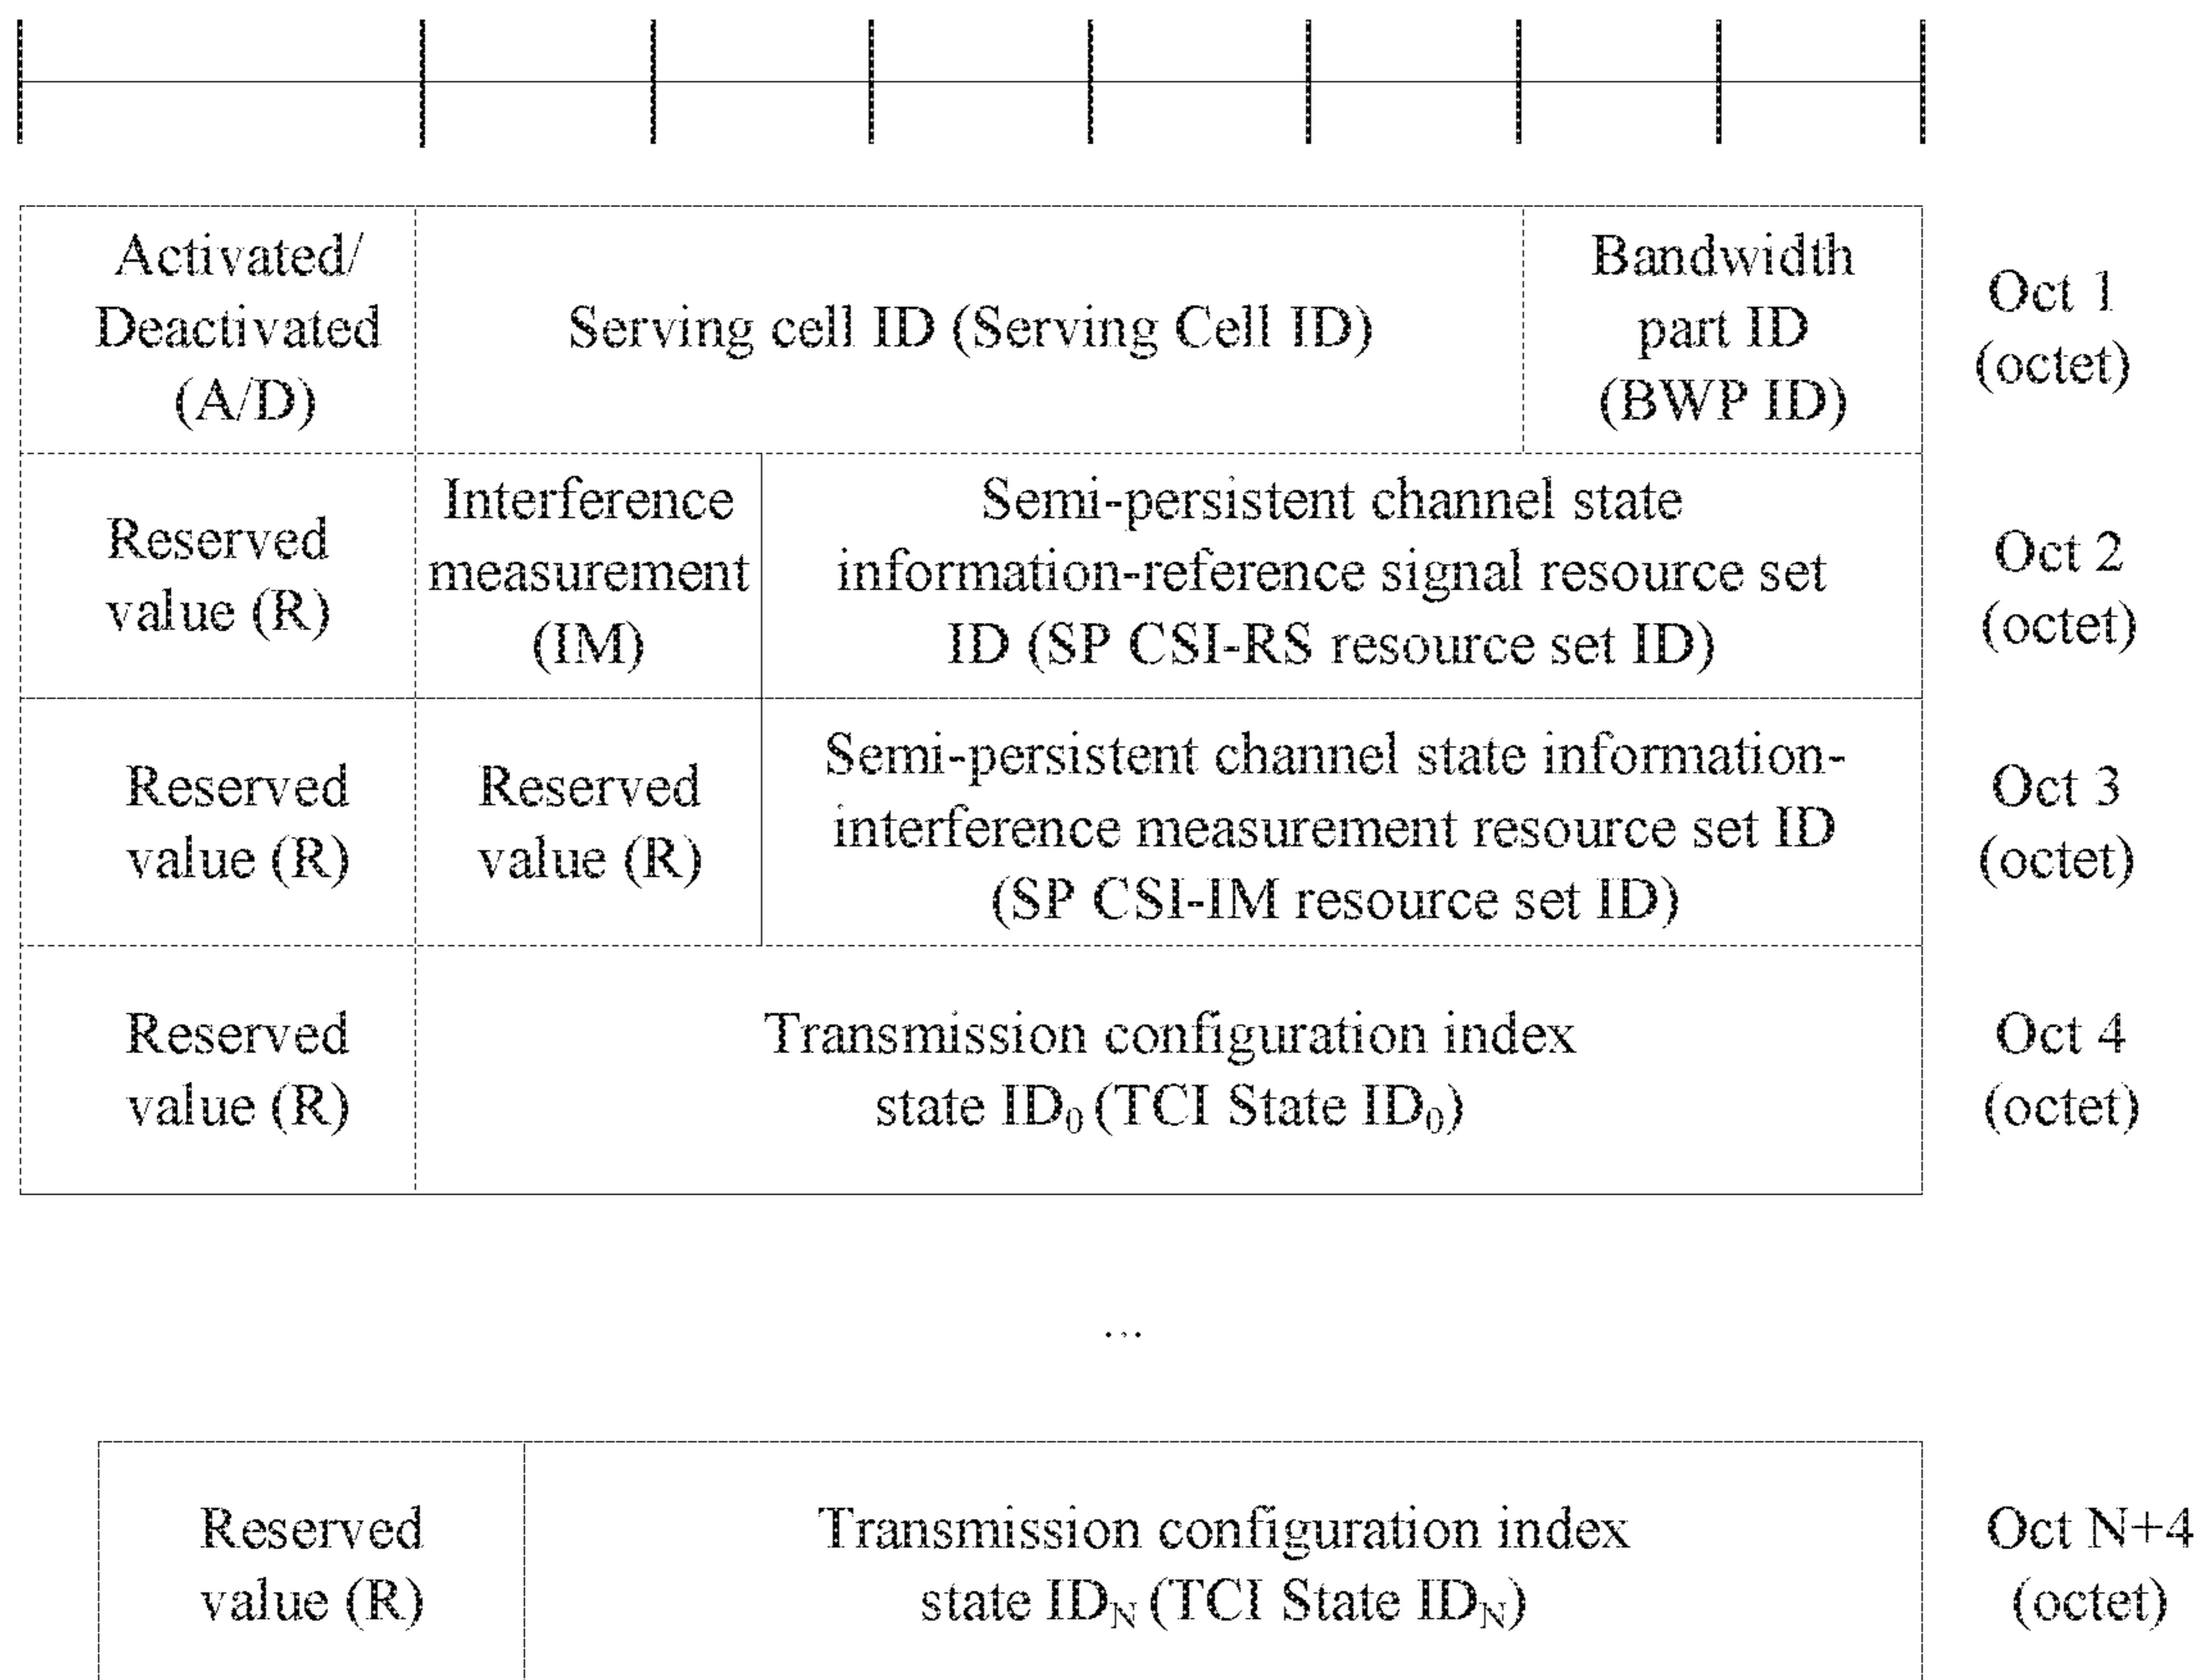 Activated/
Deactivated
(A/D)
Serving cell ID (Serving Cell ID)
Bandwidth
part ID
(BWP ID)
Oct 1
(octet)
Reserved
value (R)
Interference
measurement
(IM)
Semi-persistent channel state
information-reference signal resource set
ID (SP CSI-RS resource set ID)
Oct 2
(octet)
Reserved
value (R)
Reserved
value (R)
Semi-persistent channel state information-
interference measurement resource set ID
(SP CSI-IM resource set ID)
Oct 3
(octet)
Reserved
value (R)
Transmission configuration index
state ID₀ (TCI State ID₀)
Oct 4
(octet)
...
Reserved
value (R)
Transmission configuration index
state ID_N (TCI State ID_N)
Oct N+4
(octet)